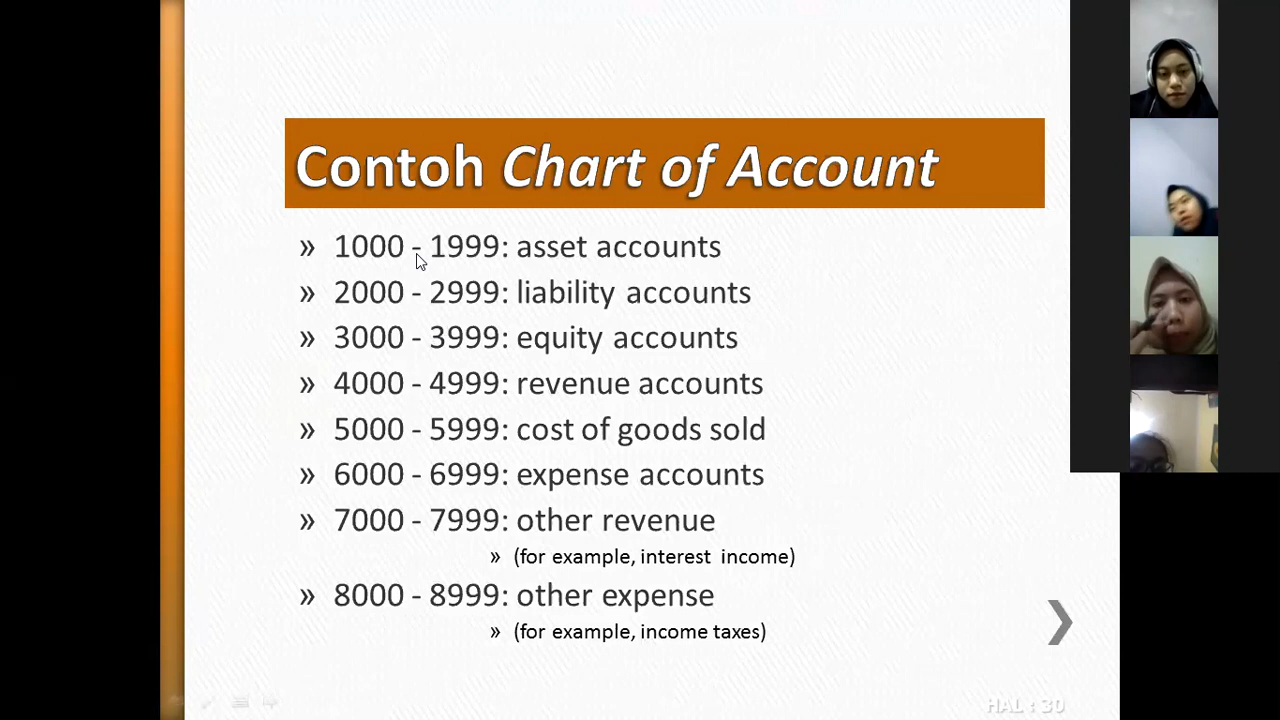 Contoh Chart of Account
» 1000 - 1999: asset accounts
» 2000 - 2999: liability accounts
» 3000 - 3999: equity accounts
» 4000 - 4999: revenue accounts
» 5000 - 5999: cost of goods sold
» 6000 - 6999: expense accounts
» 7000 - 7999: other revenue
» (for example, interest income)
» 8000 - 8999: other expense
» (for example, income taxes)
HAL : 30